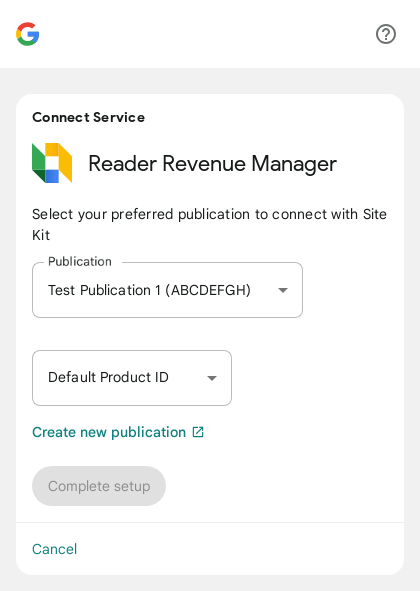 Connect Service
Reader Revenue Manager
Select your preferred publication to connect with Site
Kit
Publication
Test Publication 1 (ABCDEFGH)
Default Product ID
Create new publication
Complete setup
Cancel